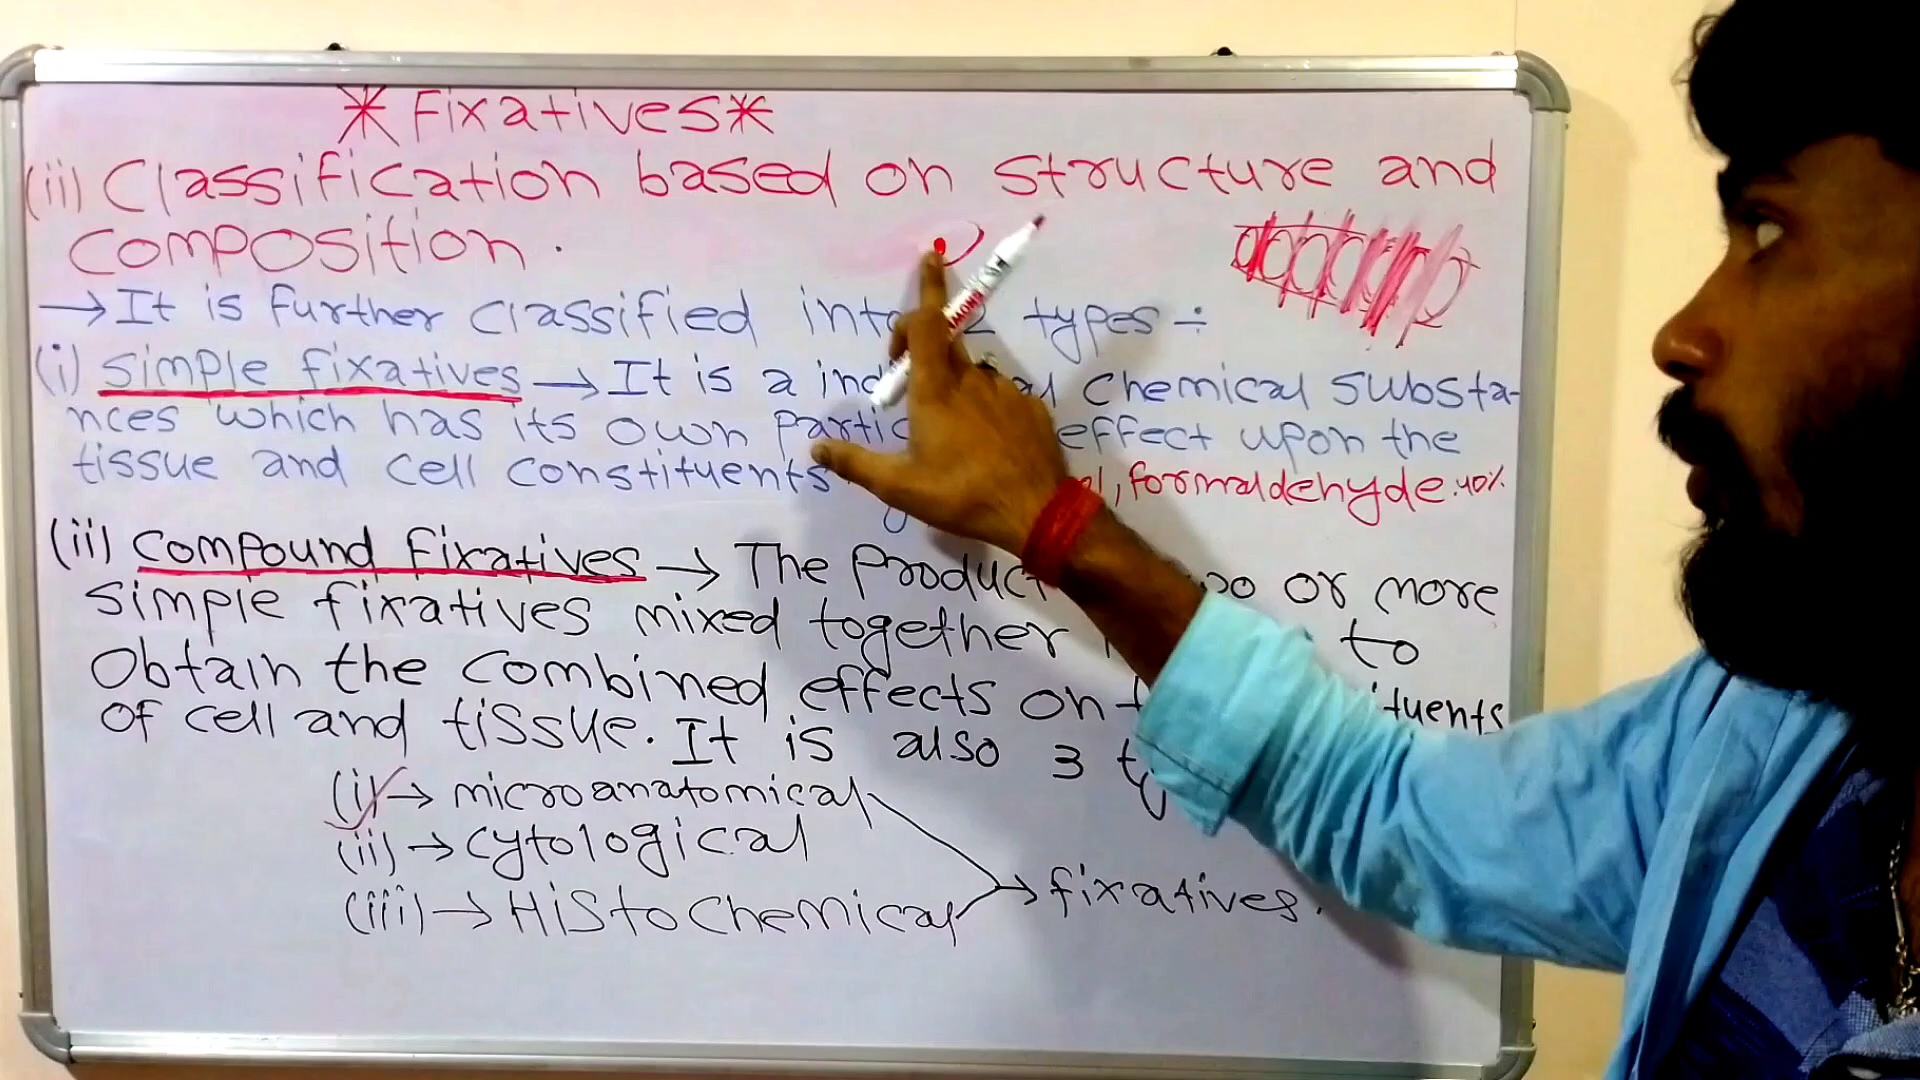 *Fixatives*
(ii) Classification based on structure and
composition.
→ It is further classified into 2 types ÷
(i) simple fixatives → It is a chemical substa-
nces which has its own effect upon the
tissue and cell constituents
, formaldehyde. 40%.
(ii) compound fixatives → The product or more
simple fixatives mixed together to
obtain the combined effects on
of cell and tissue. It is also 3
(i) → microanatomical
(ii) → cytological
(iii) → Histochemical
→ fixatives.